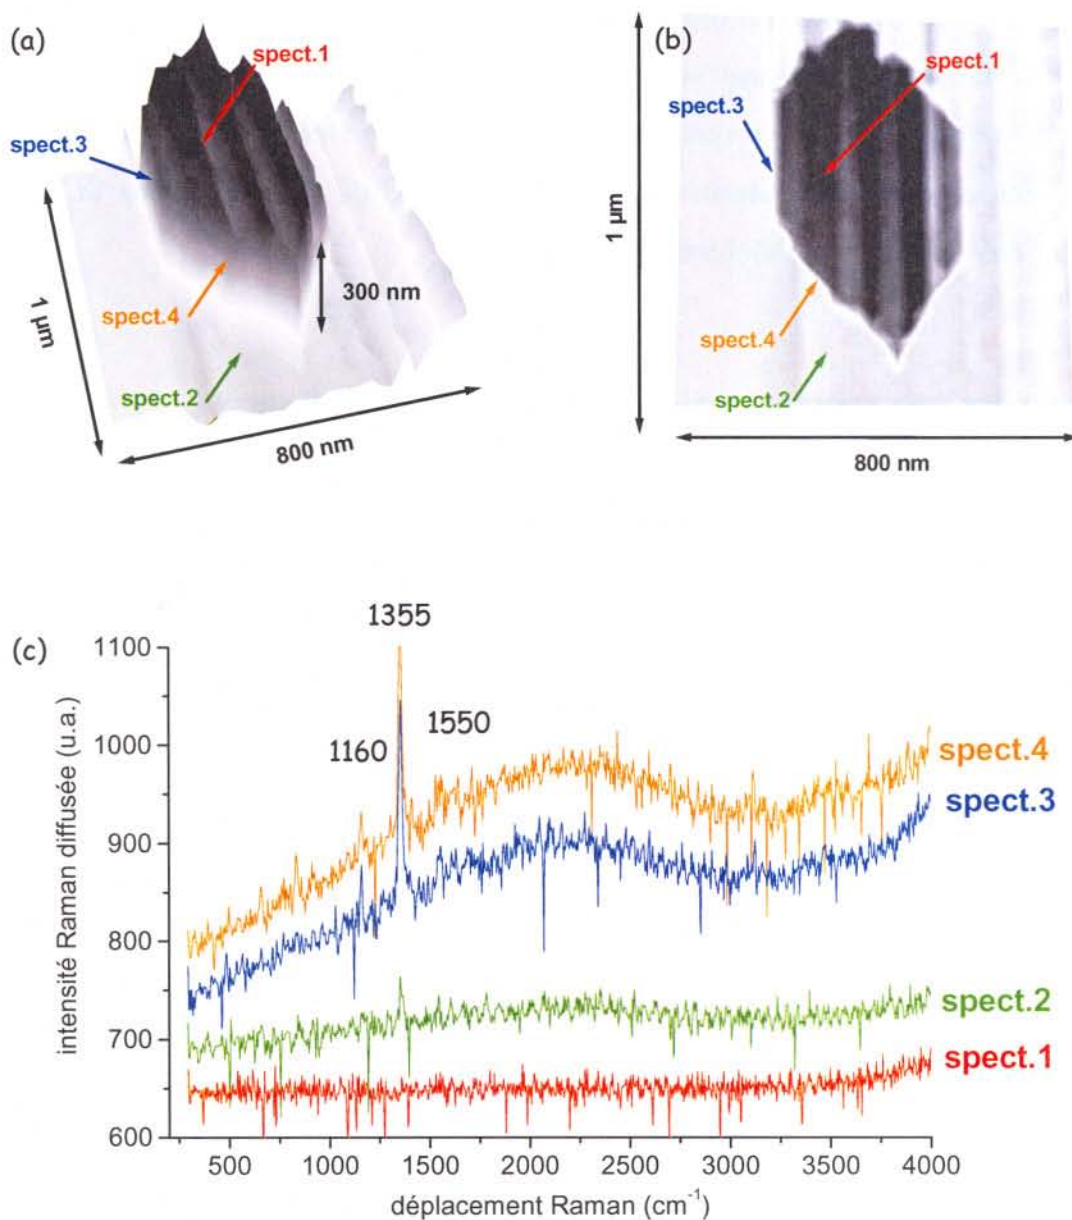 (a)
spect.1
spect.3
spect.4
spect.2
300 nm
1 µm
800 nm
(b)
spect.1
spect.3
spect.4
spect.2
1 µm
800 nm
(c)
1355
1160
1550
intensité Raman diffusée (u.a.)
1100
1000
900
800
700
600
spect.4
spect.3
spect.2
spect.1
500 1000 1500 2000 2500 3000 3500 4000
déplacement Raman (cm⁻¹)